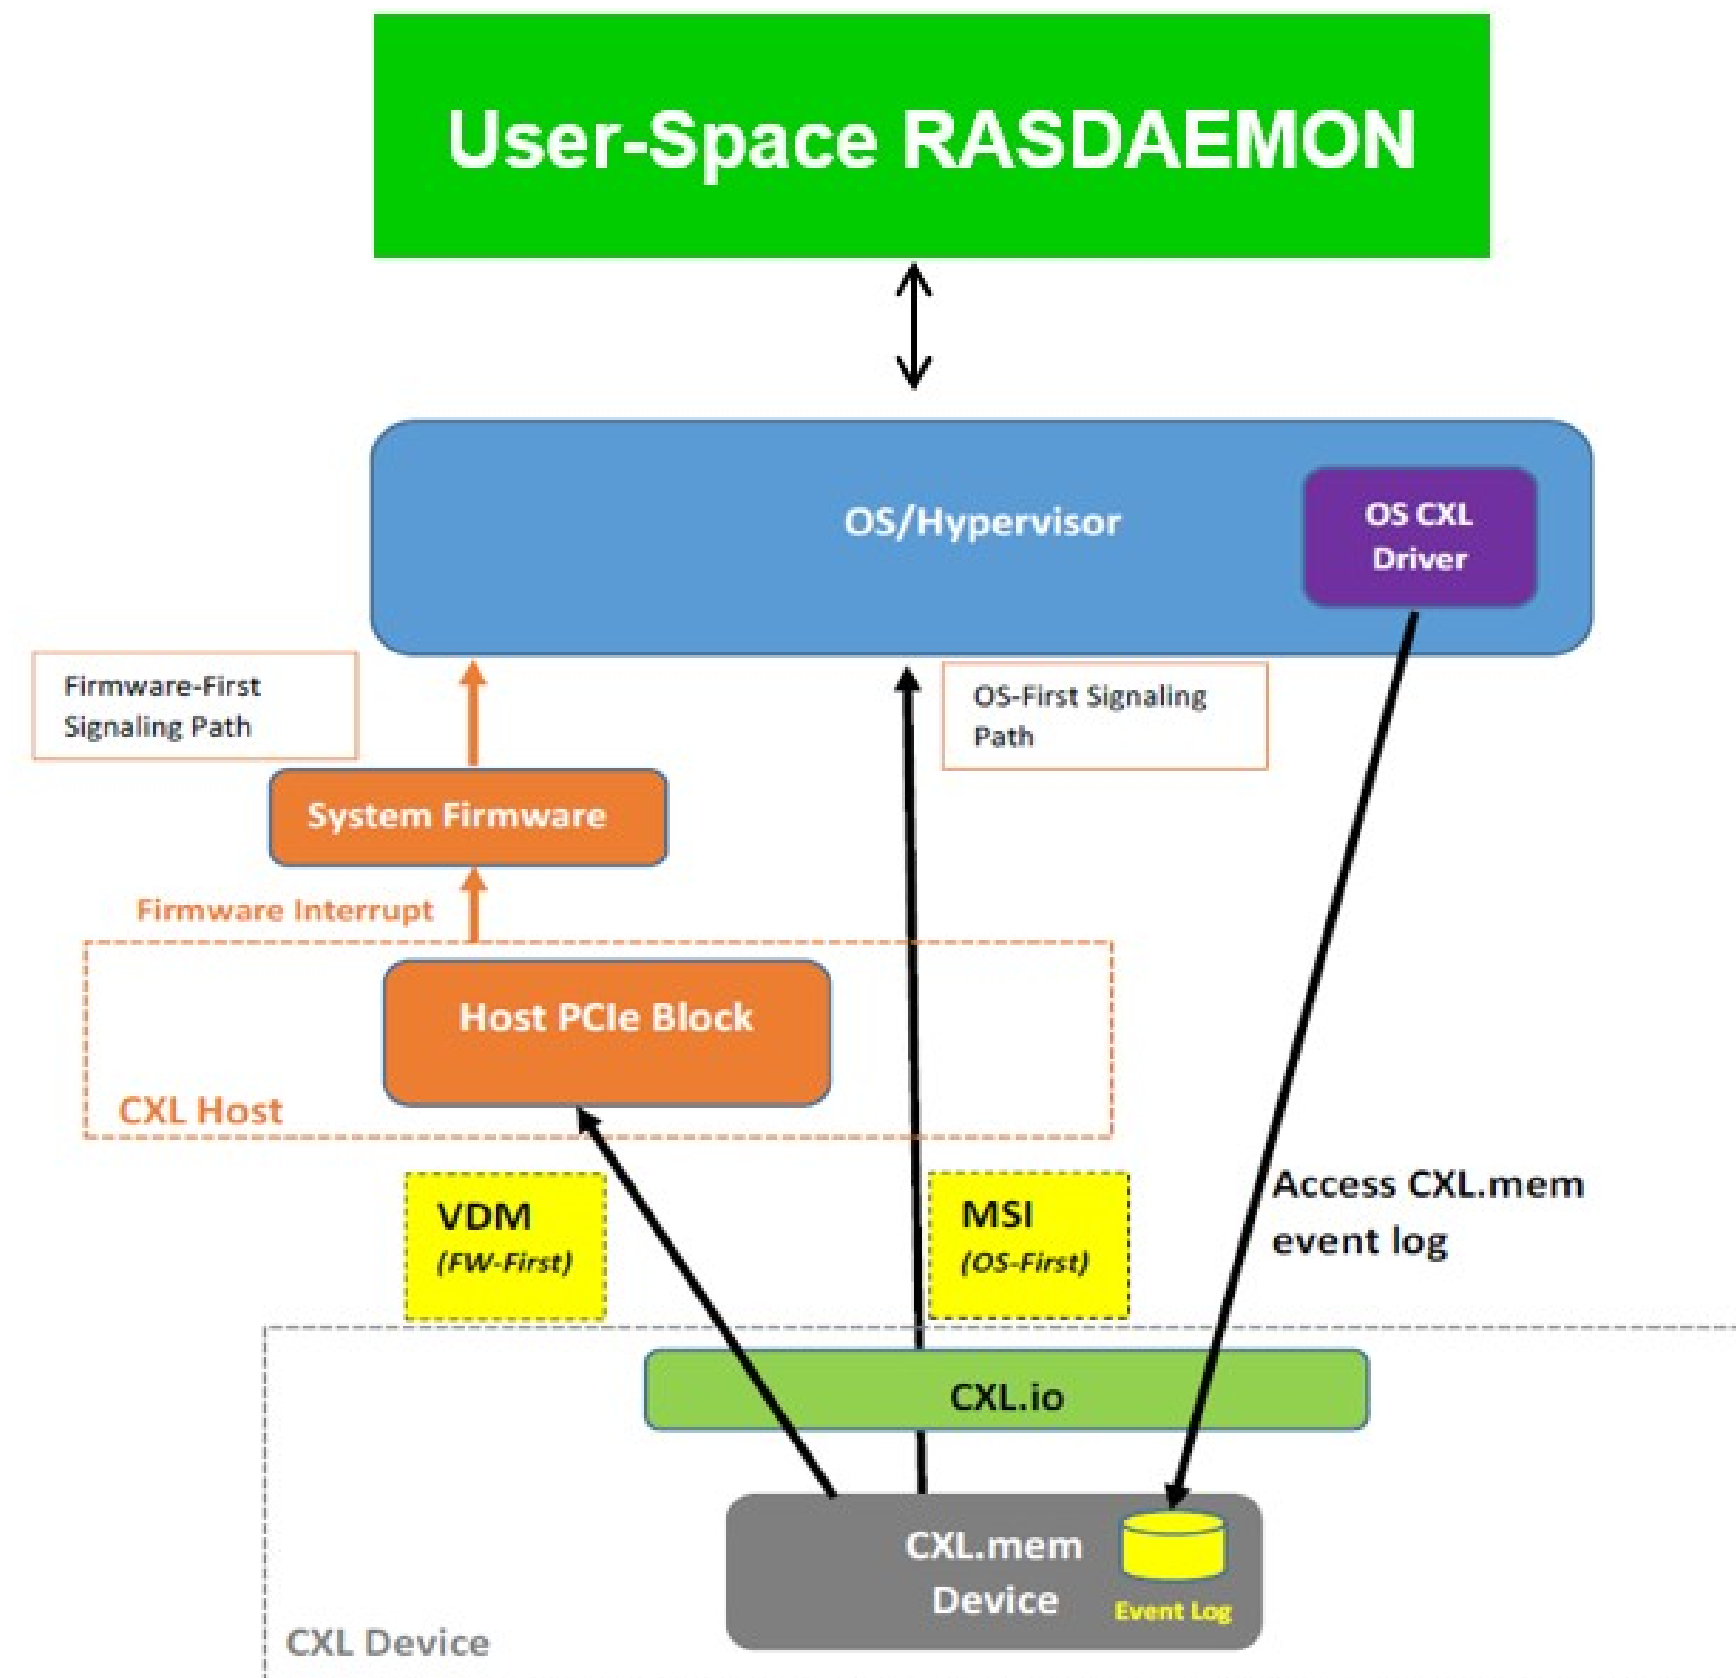 User-Space RASDAEMON
OS/Hypervisor
OS CXL
Driver
Firmware-First
Signaling Path
OS-First Signaling
Path
System Firmware
Firmware Interrupt
Host PCIe Block
CXL Host
VDM
(FW-First)
MSI
(OS-First)
Access CXL.mem
event log
CXL.io
CXL.mem
Device
Event Log
CXL Device